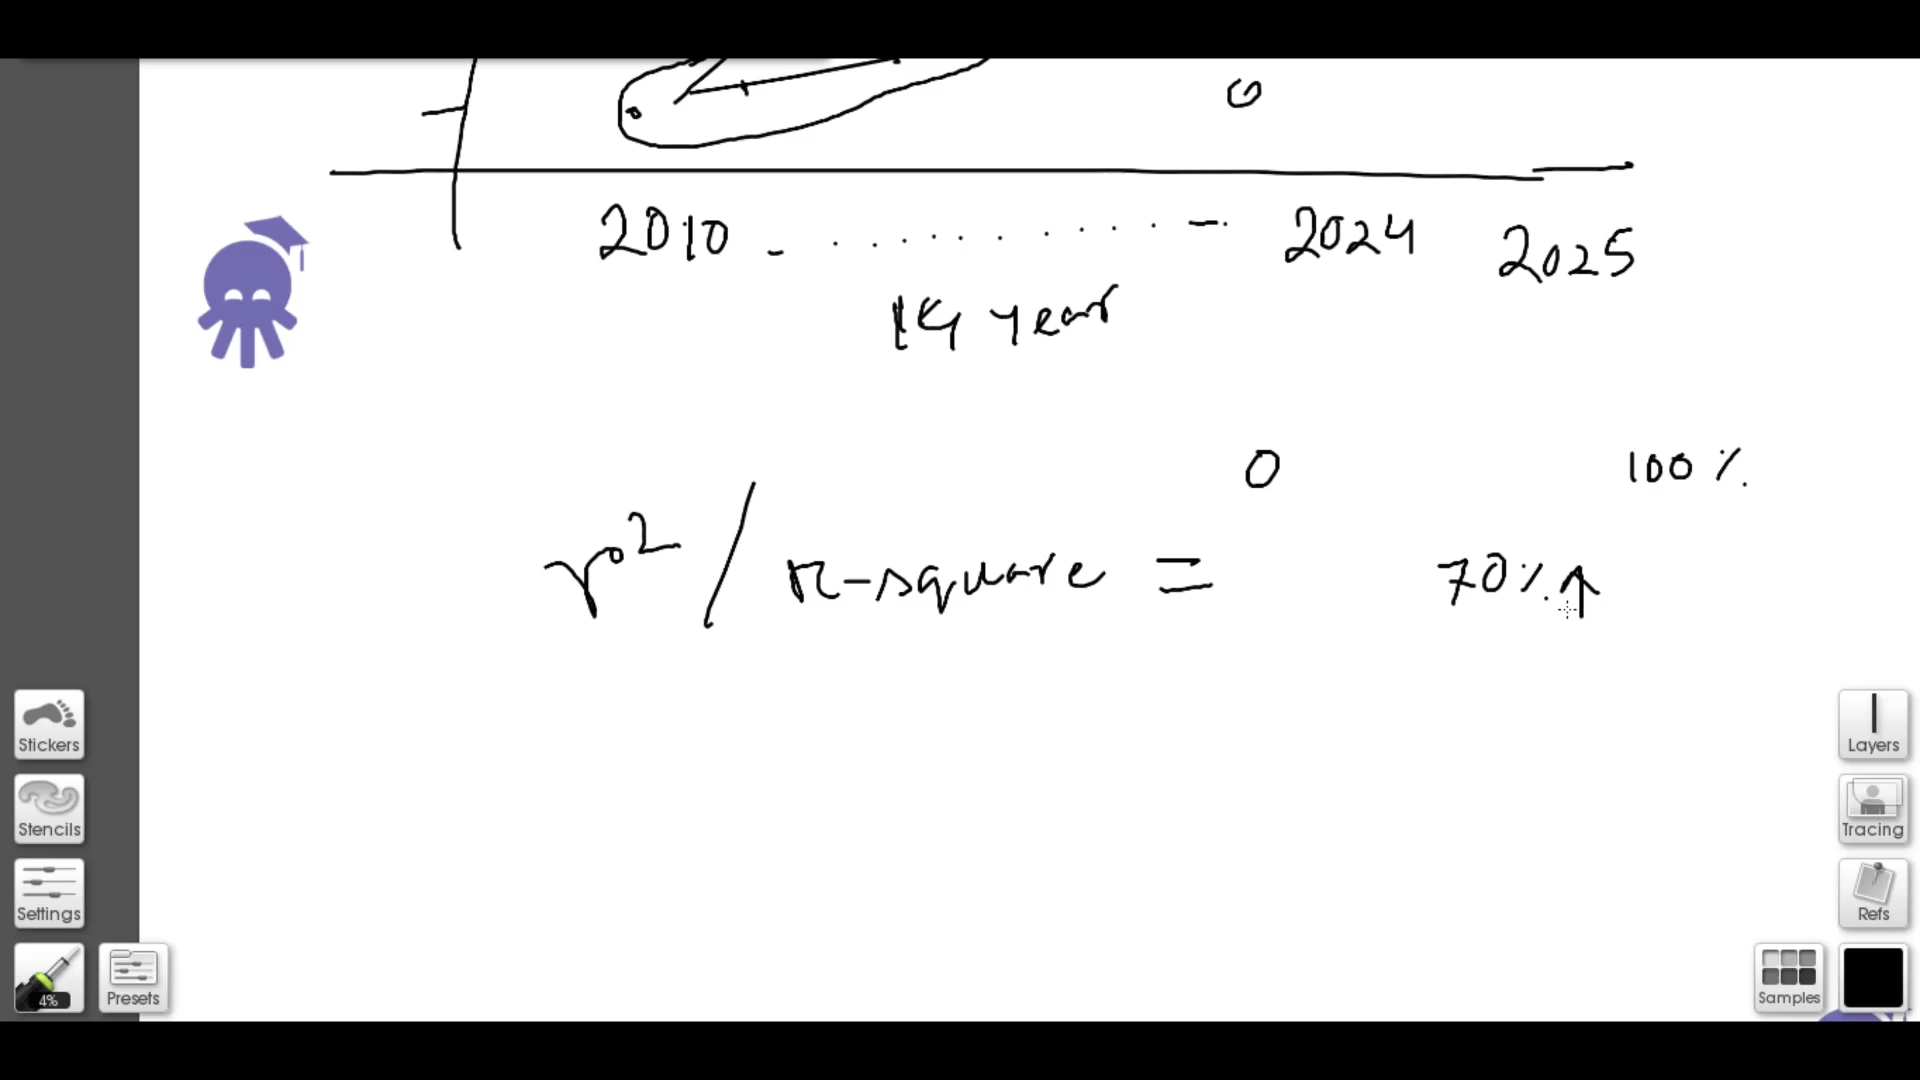 2010 - . . . . . . . . . . - . 2024 2025
14 year
0 100 %
r² / R-square = 70% ↑
Stickers
Layers
Stencils
Tracing
Settings
Refs
4%
Presets
Samples